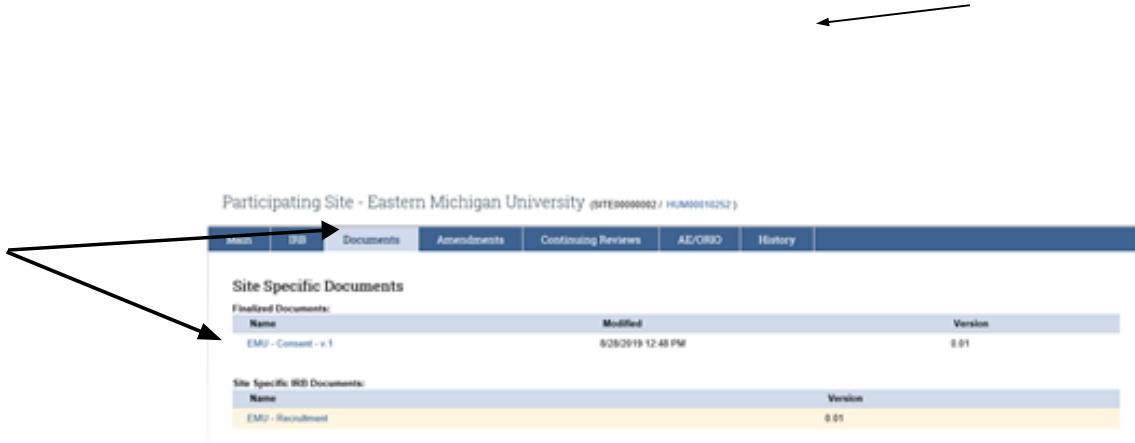 Participating Site - Eastern Michigan University (SITE00000002 / HUM00010252 )
Main IRB Documents Amendments Continuing Reviews AE/ORIO History
Site Specific Documents
Finalized Documents:
Name Modified Version
EMU - Consent - v.1 8/28/2019 12:48 PM 0.01
Site Specific IRB Documents:
Name Version
EMU - Recruitment 0.01